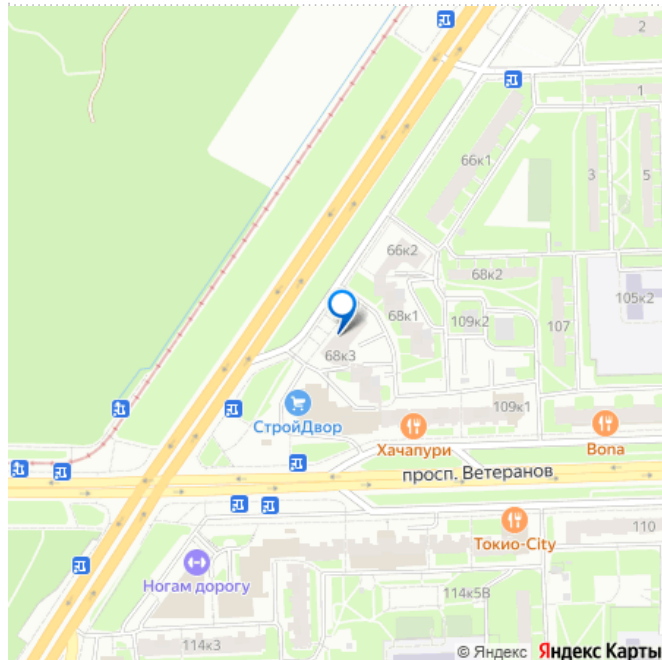 2
1
66к1
3
5
66к2
68к2
105к2
68к1
109к2
107
68к3
109к1
СтройДвор
Хачапури
Bona
просп. Ветеранов
Токио-City
110
Ногам дорогу
114к5В
114к3
© Яндекс Яндекс Карты